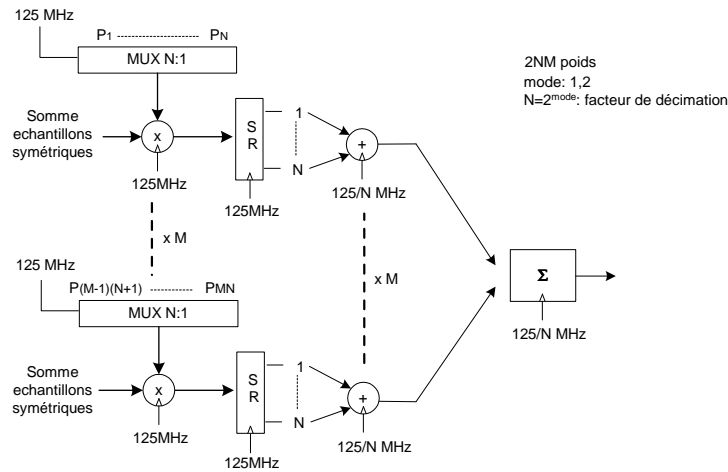 125 MHz
P1 PN
MUX N:1
Somme
echantillons
symétriques
x
125MHz
S
R
125MHz
1
N
+
125/N MHz
2NM poids
mode: 1,2
N=2mode: facteur de décimation
x M
x M
Σ
125/N MHz
125 MHz
P(M-1)(N+1) PMN
MUX N:1
Somme
echantillons
symétriques
x
125MHz
S
R
125MHz
1
N
+
125/N MHz